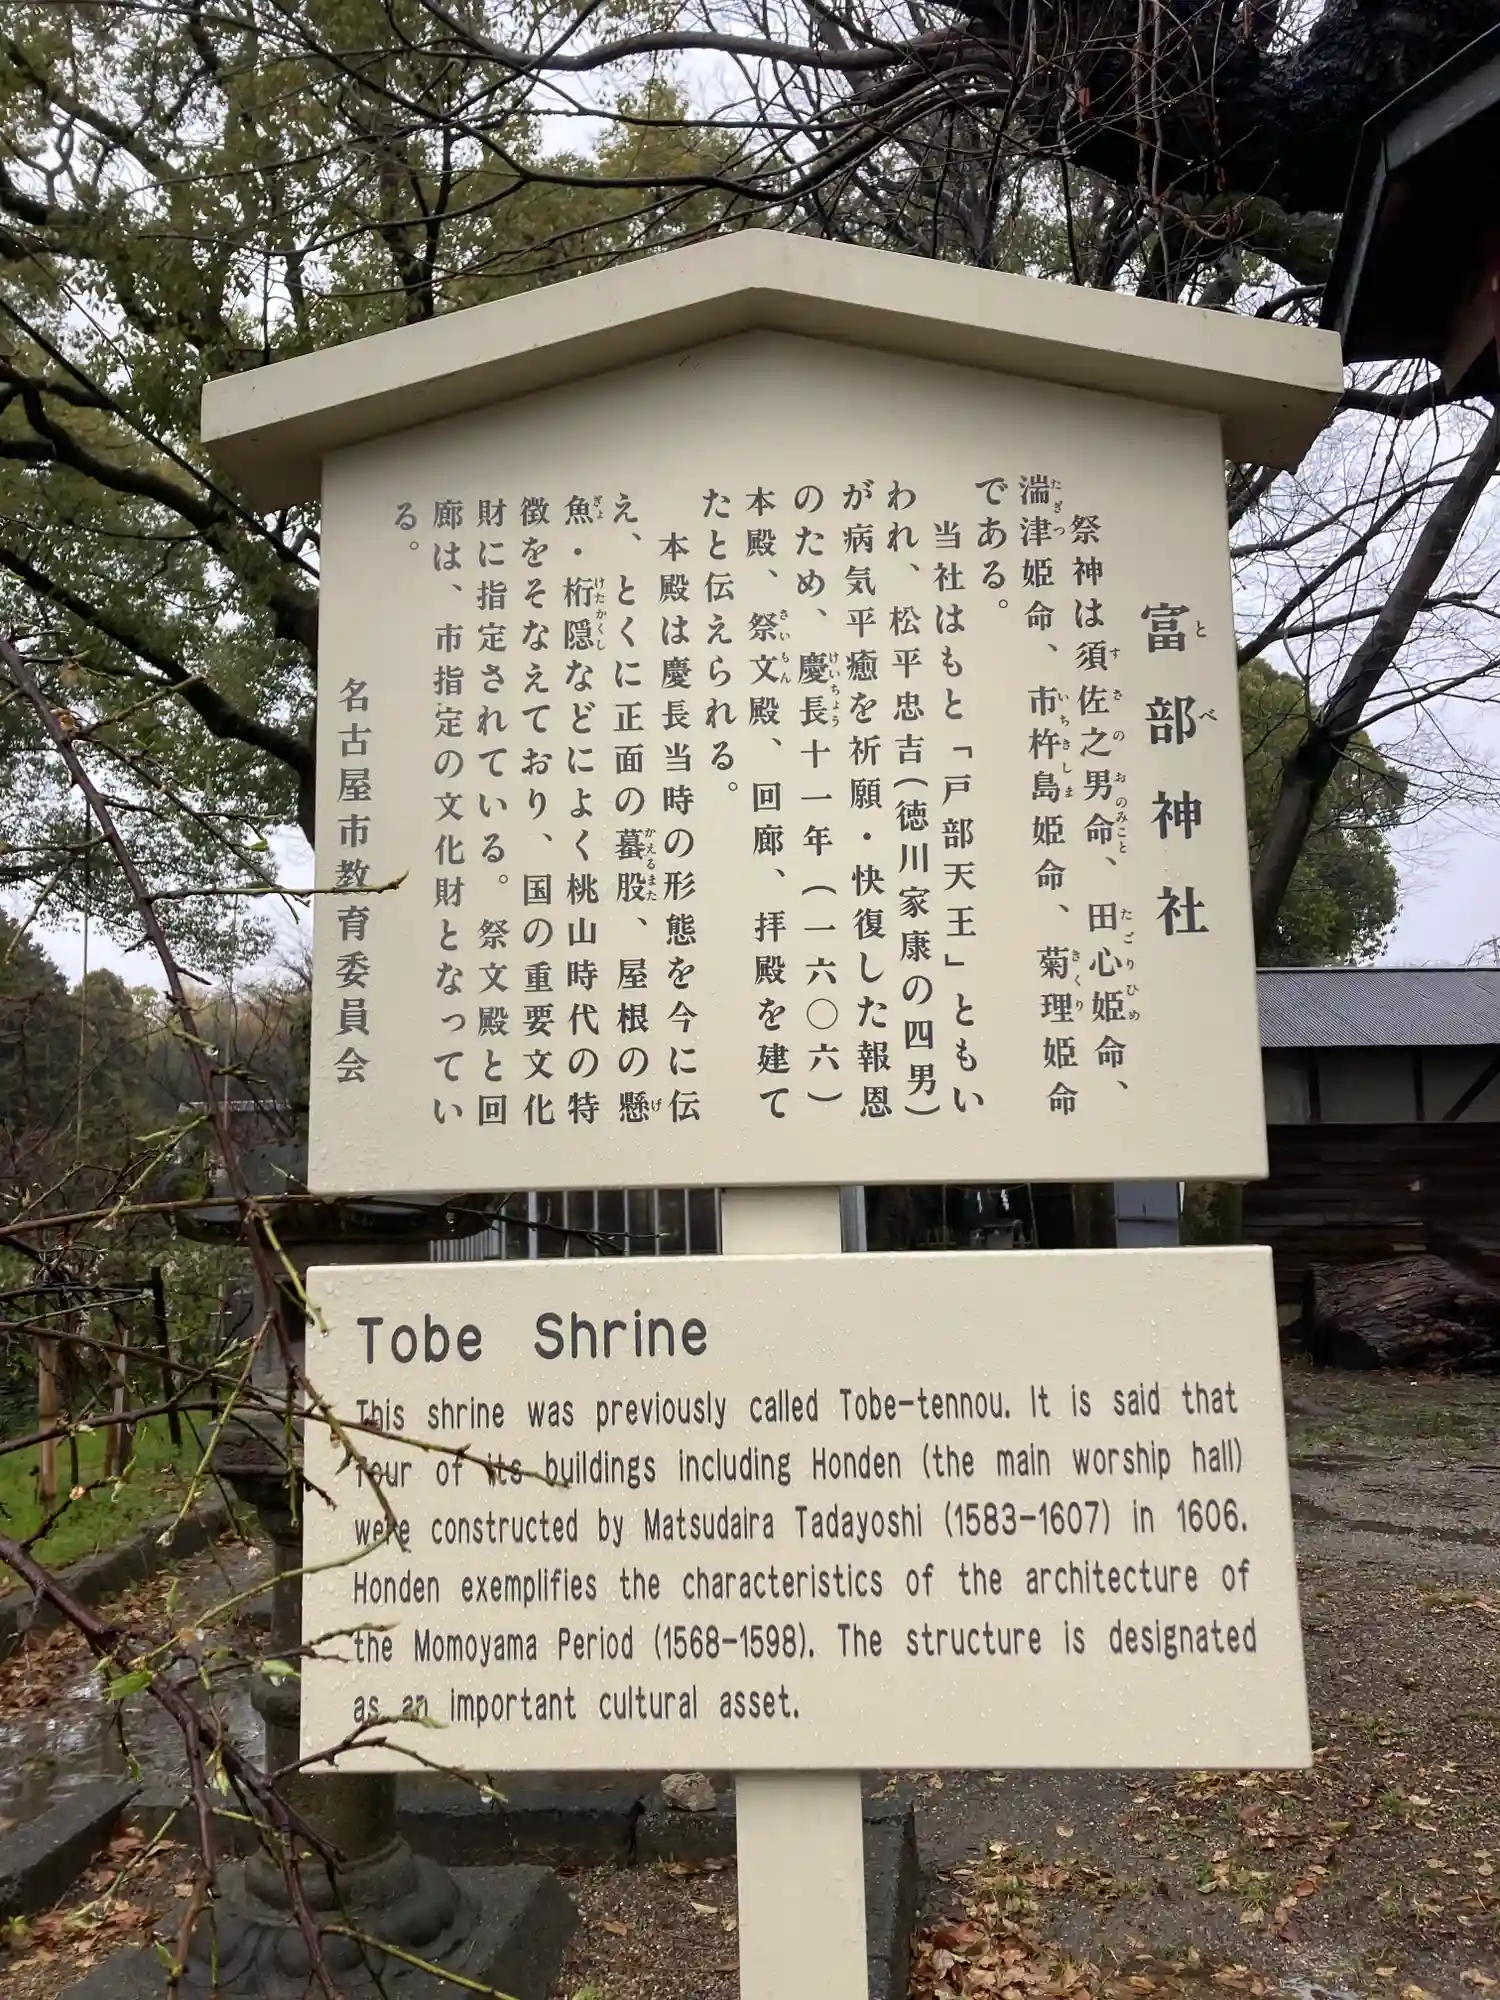 富部神社
祭神は須佐之男命、田心姫命、
湍津姫命、市杵島姫命、菊理姫命
である。
当社はもと「戸部天王」ともい
われ、松平忠吉(徳川家康の四男)
が病気平癒を祈願・快復した報恩
のため、慶長十一年(一六〇六)
本殿、祭文殿、回廊、拝殿を建て
たと伝えられる。
本殿は慶長当時の形態を今に伝
え、とくに正面の蟇股、屋根の懸
魚・桁隠などによく桃山時代の特
徴をそなえており、国の重要文化
財に指定されている。祭文殿と回
廊は、市指定の文化財となってい
る。
名古屋市教育委員会
Tobe Shrine
This shrine was previously called Tobe-tennou. It is said that
four of its buildings including Honden (the main worship hall)
were constructed by Matsudaira Tadayoshi (1583-1607) in 1606.
Honden exemplifies the characteristics of the architecture of
the Momoyama Period (1568-1598). The structure is designated
as an important cultural asset.